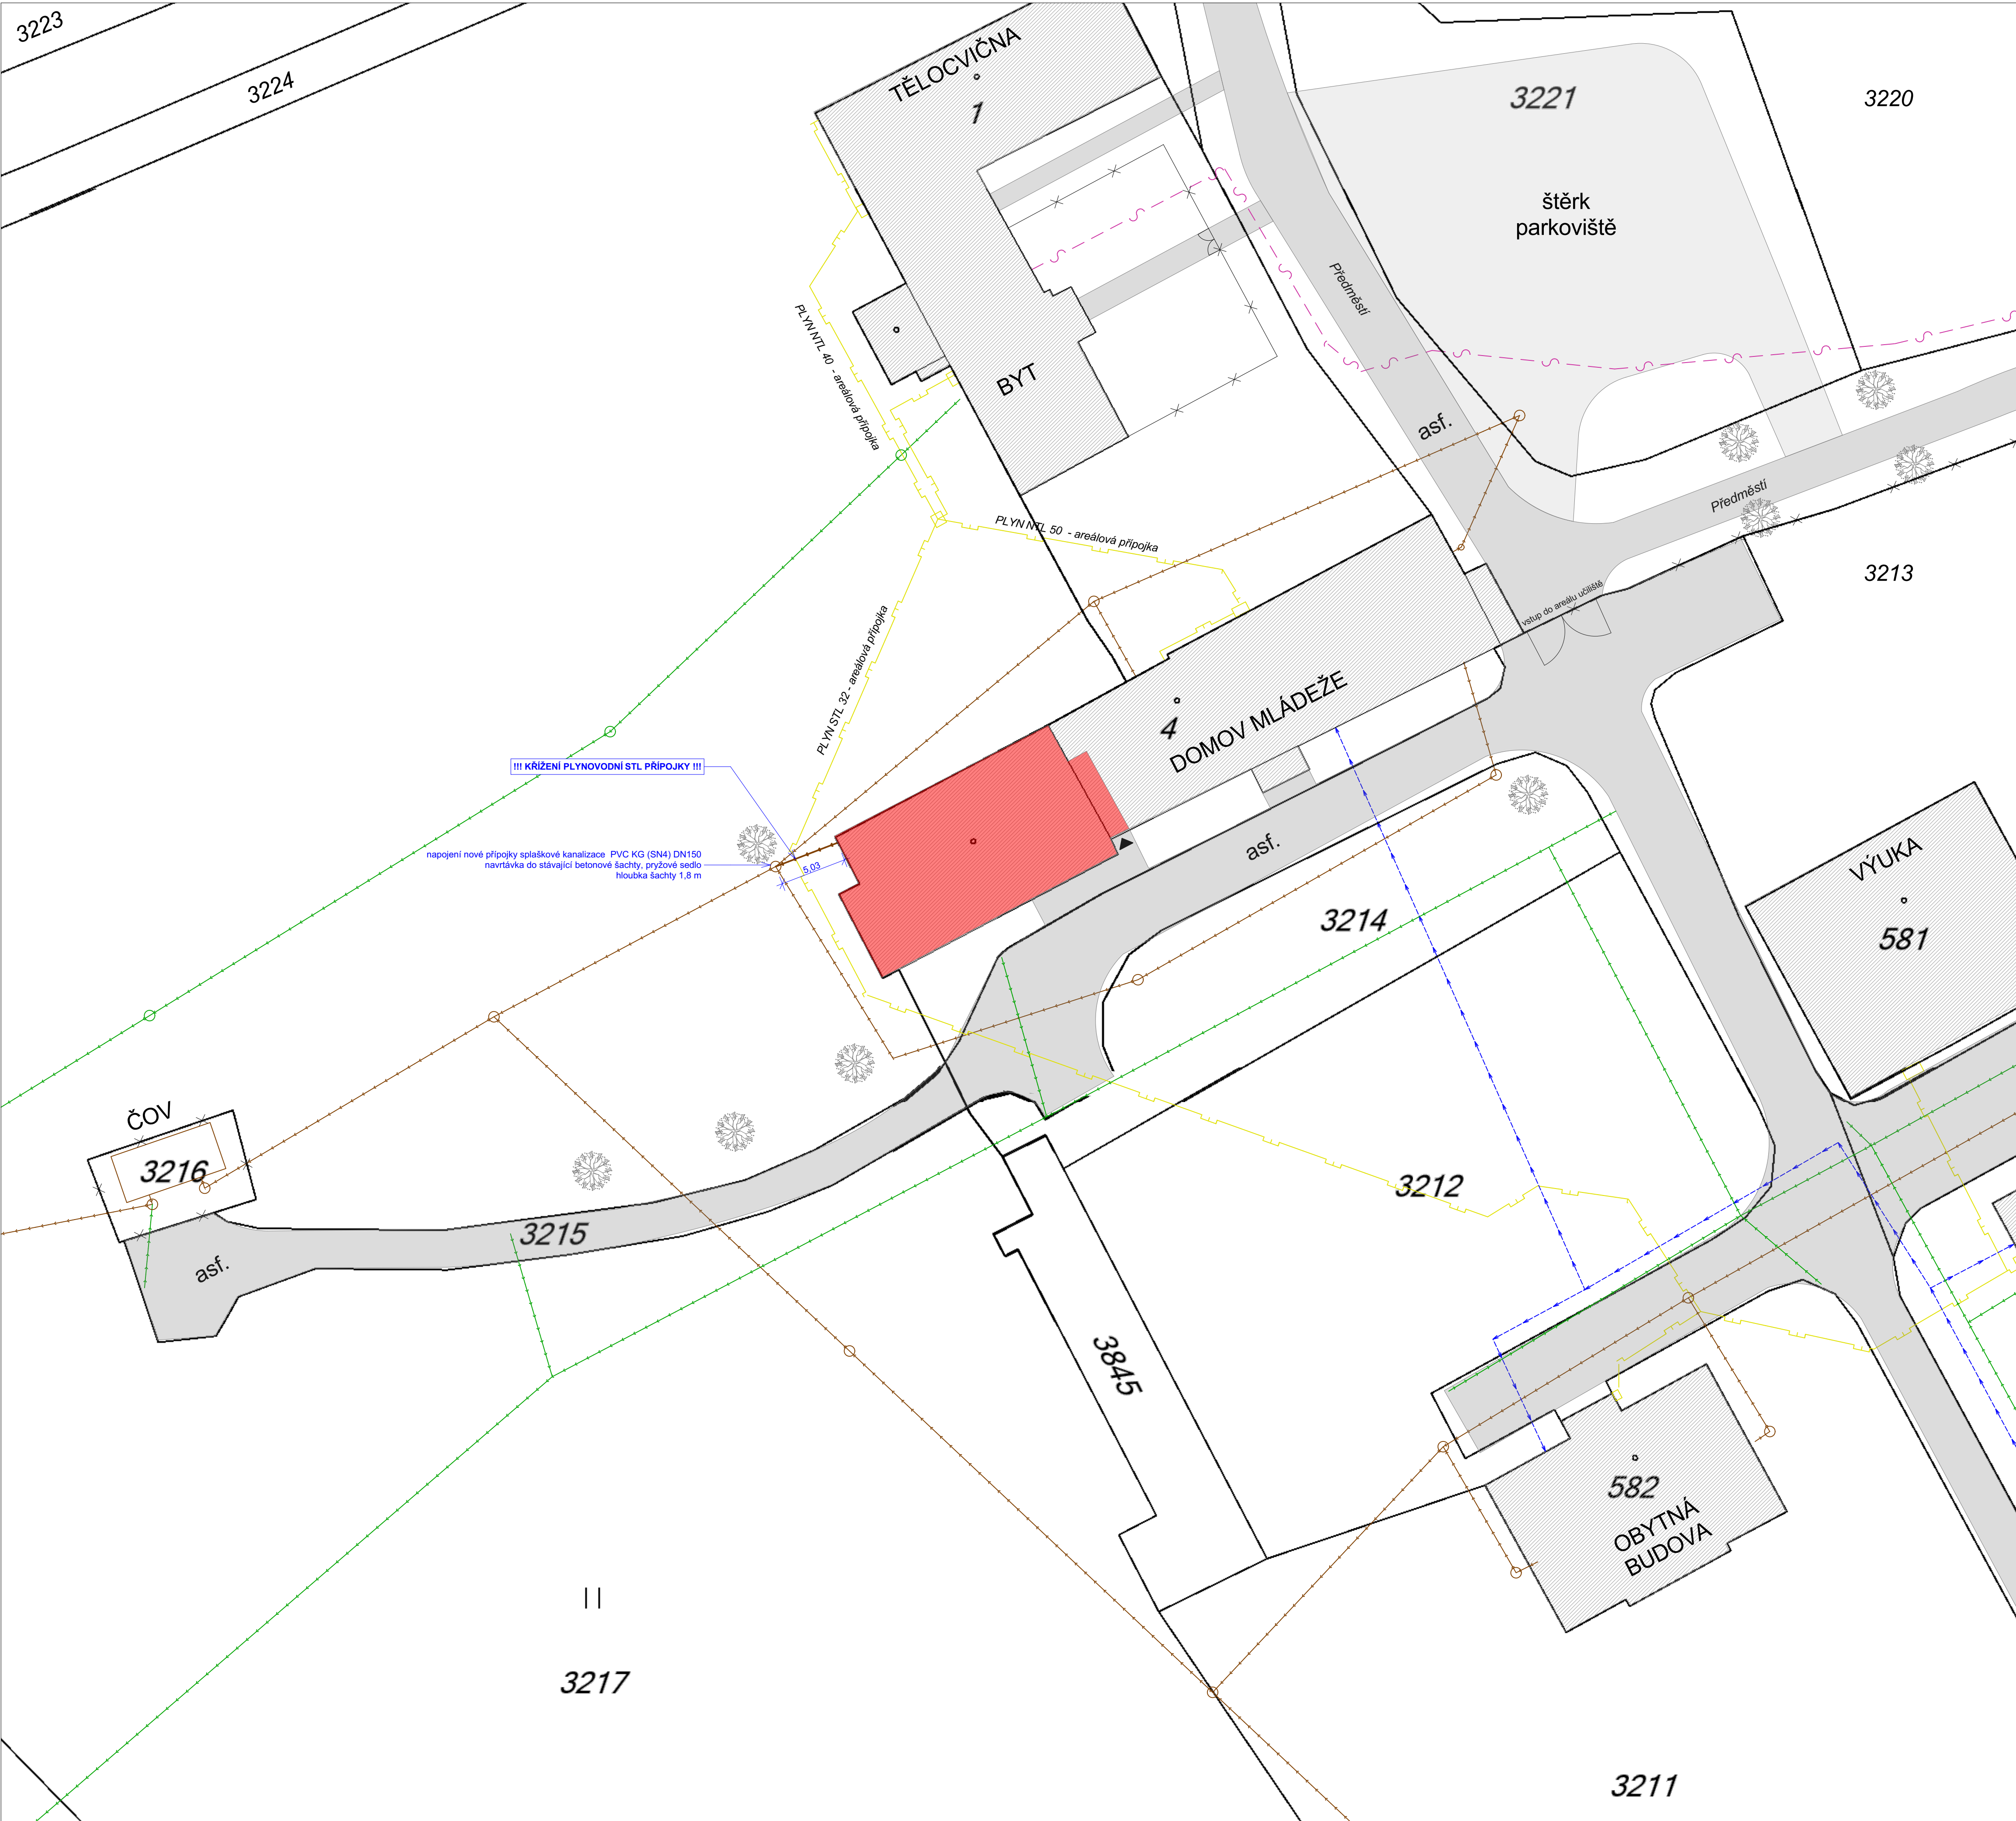 3223
3224
TĚLOCVIČNA
1
3221
3220
štěrk
parkoviště
Předměstí
PLYN NTL 40 - areálová přípojka
BYT
asf.
Předměstí
PLYN NTL 50 - areálová přípojka
3213
vstup do areálu učiliště
PLYN STL 32 - areálová přípojka
4
DOMOV MLÁDEŽE
!!! KŘÍŽENÍ PLYNOVODNÍ STL PŘÍPOJKY !!!
napojení nové přípojky splaškové kanalizace PVC KG (SN4) DN150
navrtávka do stávající betonové šachty, pryžové sedlo
hloubka šachty 1,8 m
5,03
asf.
VÝUKA
581
3214
ČOV
3216
3212
3215
asf.
3845
582
OBYTNÁ
BUDOVA
3217
3211